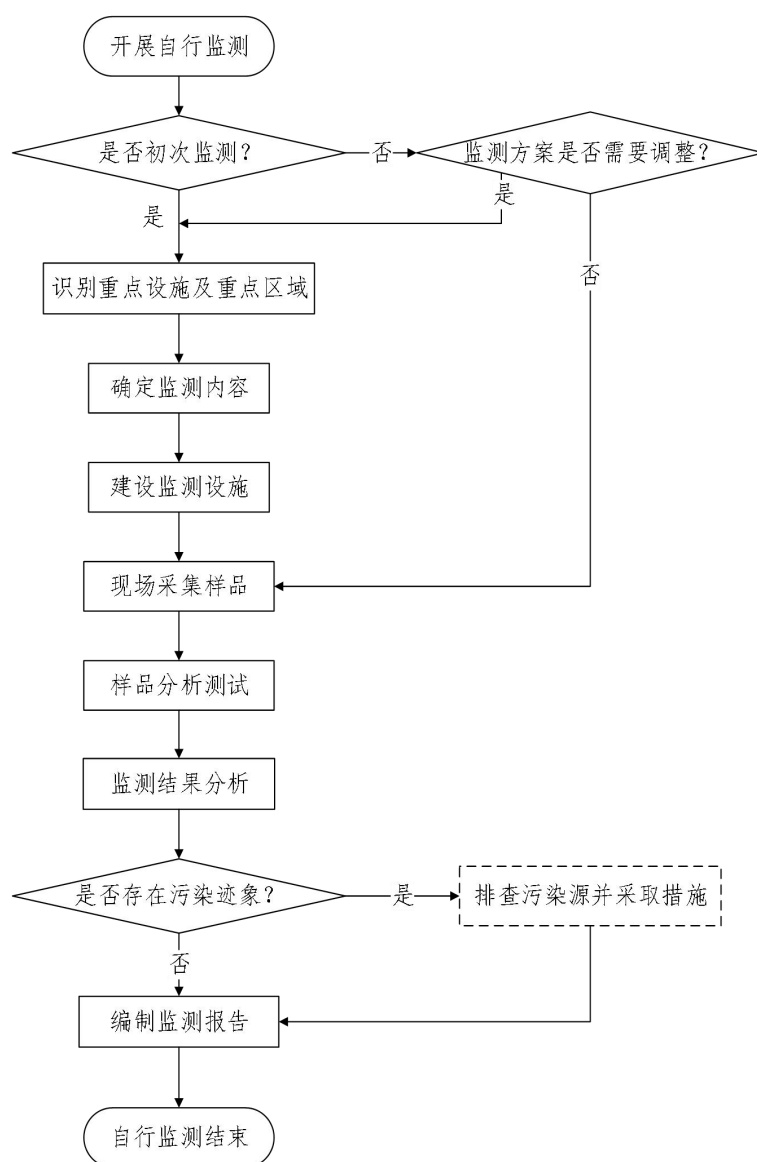 开展自行监测
是否初次监测?
否
监测方案是否需要调整?
是
是
识别重点设施及重点区域
否
确定监测内容
建设监测设施
现场采集样品
样品分析测试
监测结果分析
是否存在污染迹象?
是
排查污染源并采取措施
否
编制监测报告
自行监测结束